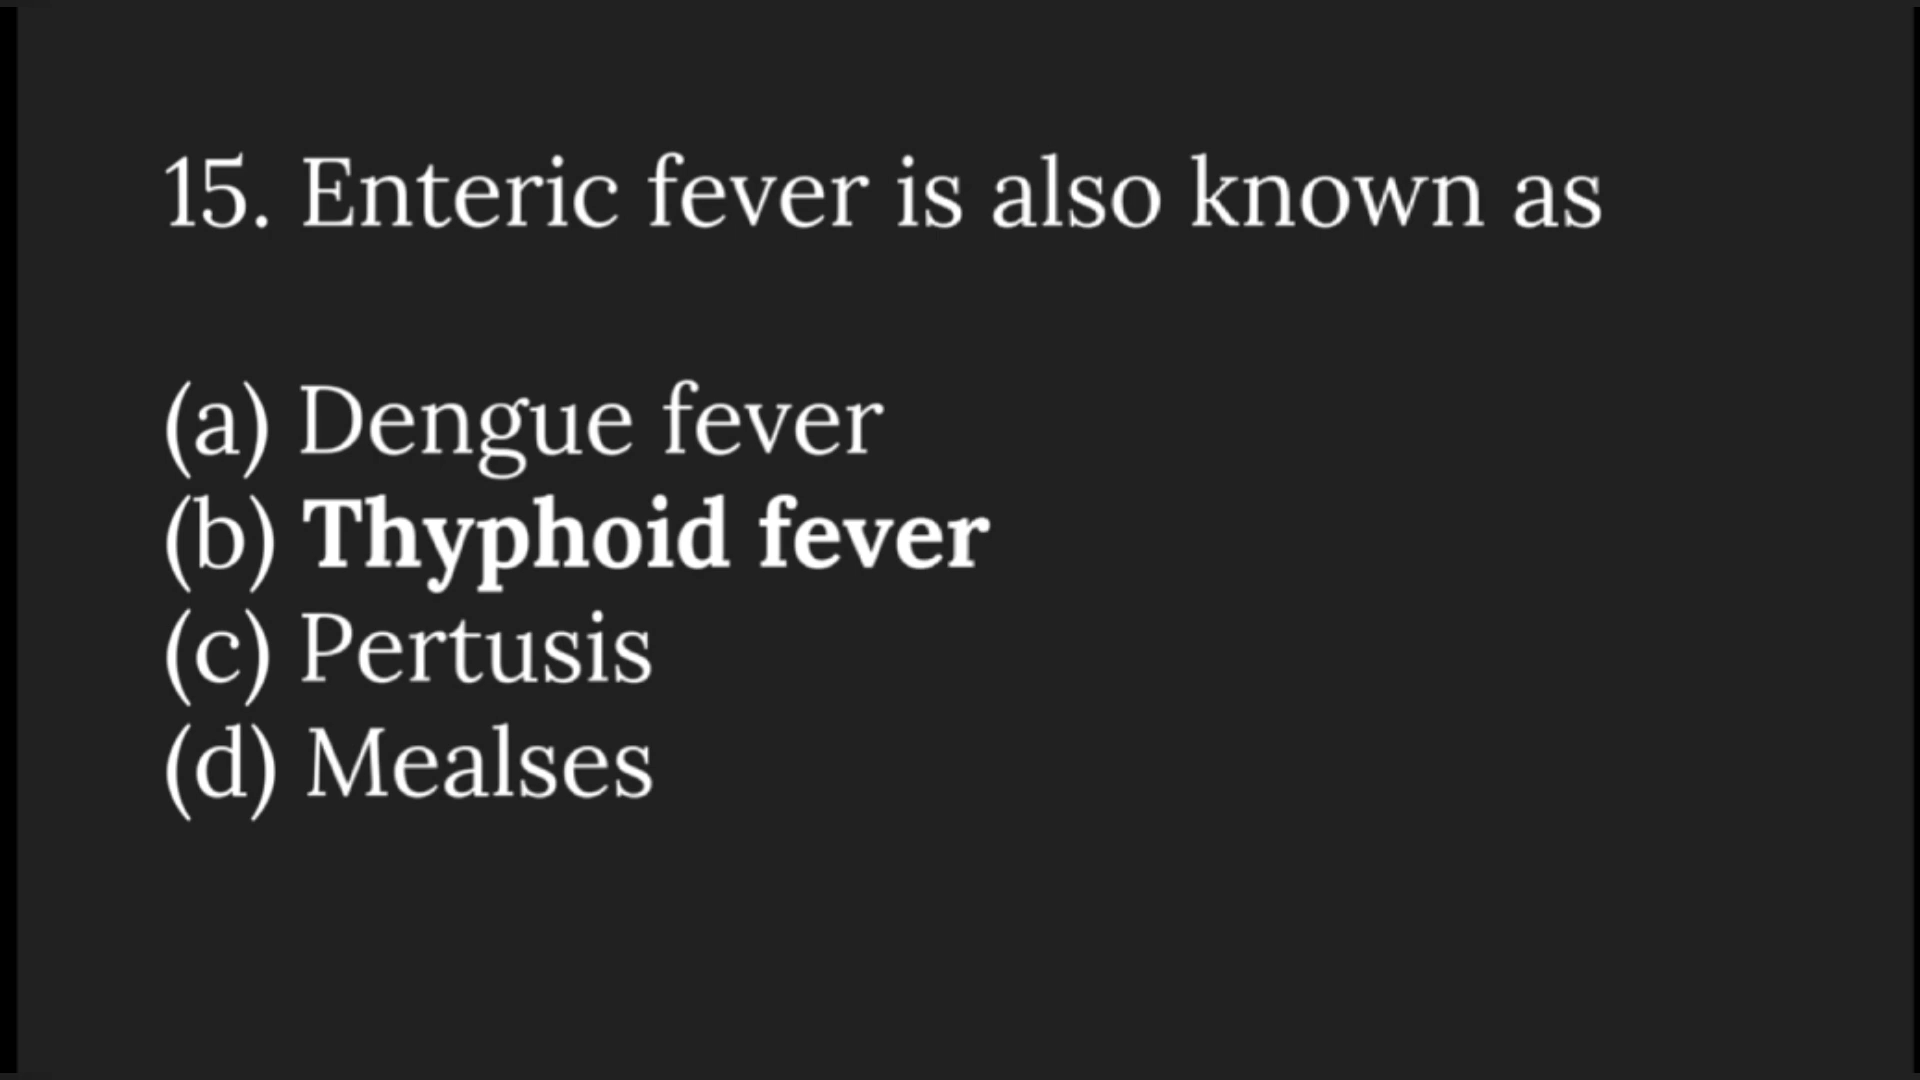 15. Enteric fever is also known as
(a) Dengue fever
(b) Thyphoid fever
(c) Pertusis
(d) Mealses